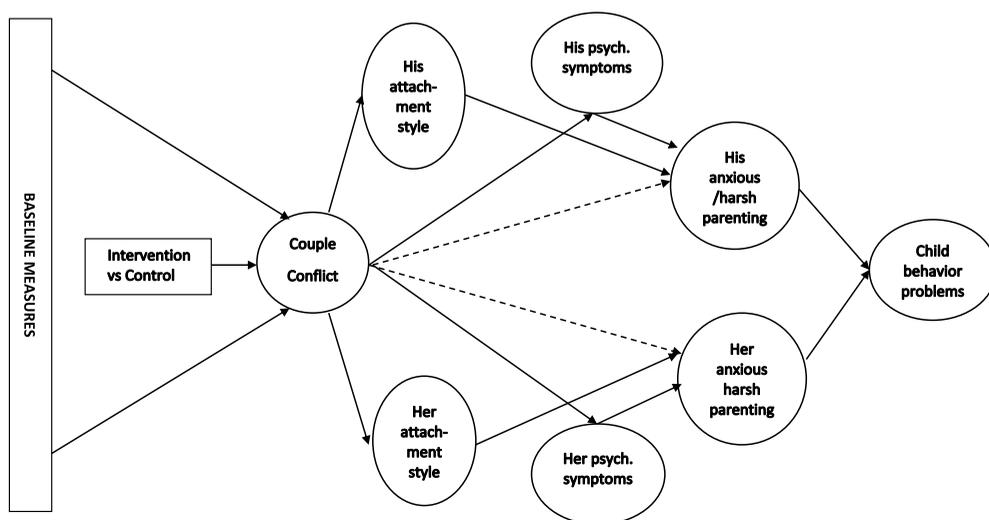 BASELINE MEASURES
Intervention
vs Control
Couple
Conflict
His
attach-
ment
style
His psych.
symptoms
His
anxious
/harsh
parenting
Child
behavior
problems
Her
attach-
ment
style
Her psych.
symptoms
Her
anxious
harsh
parenting